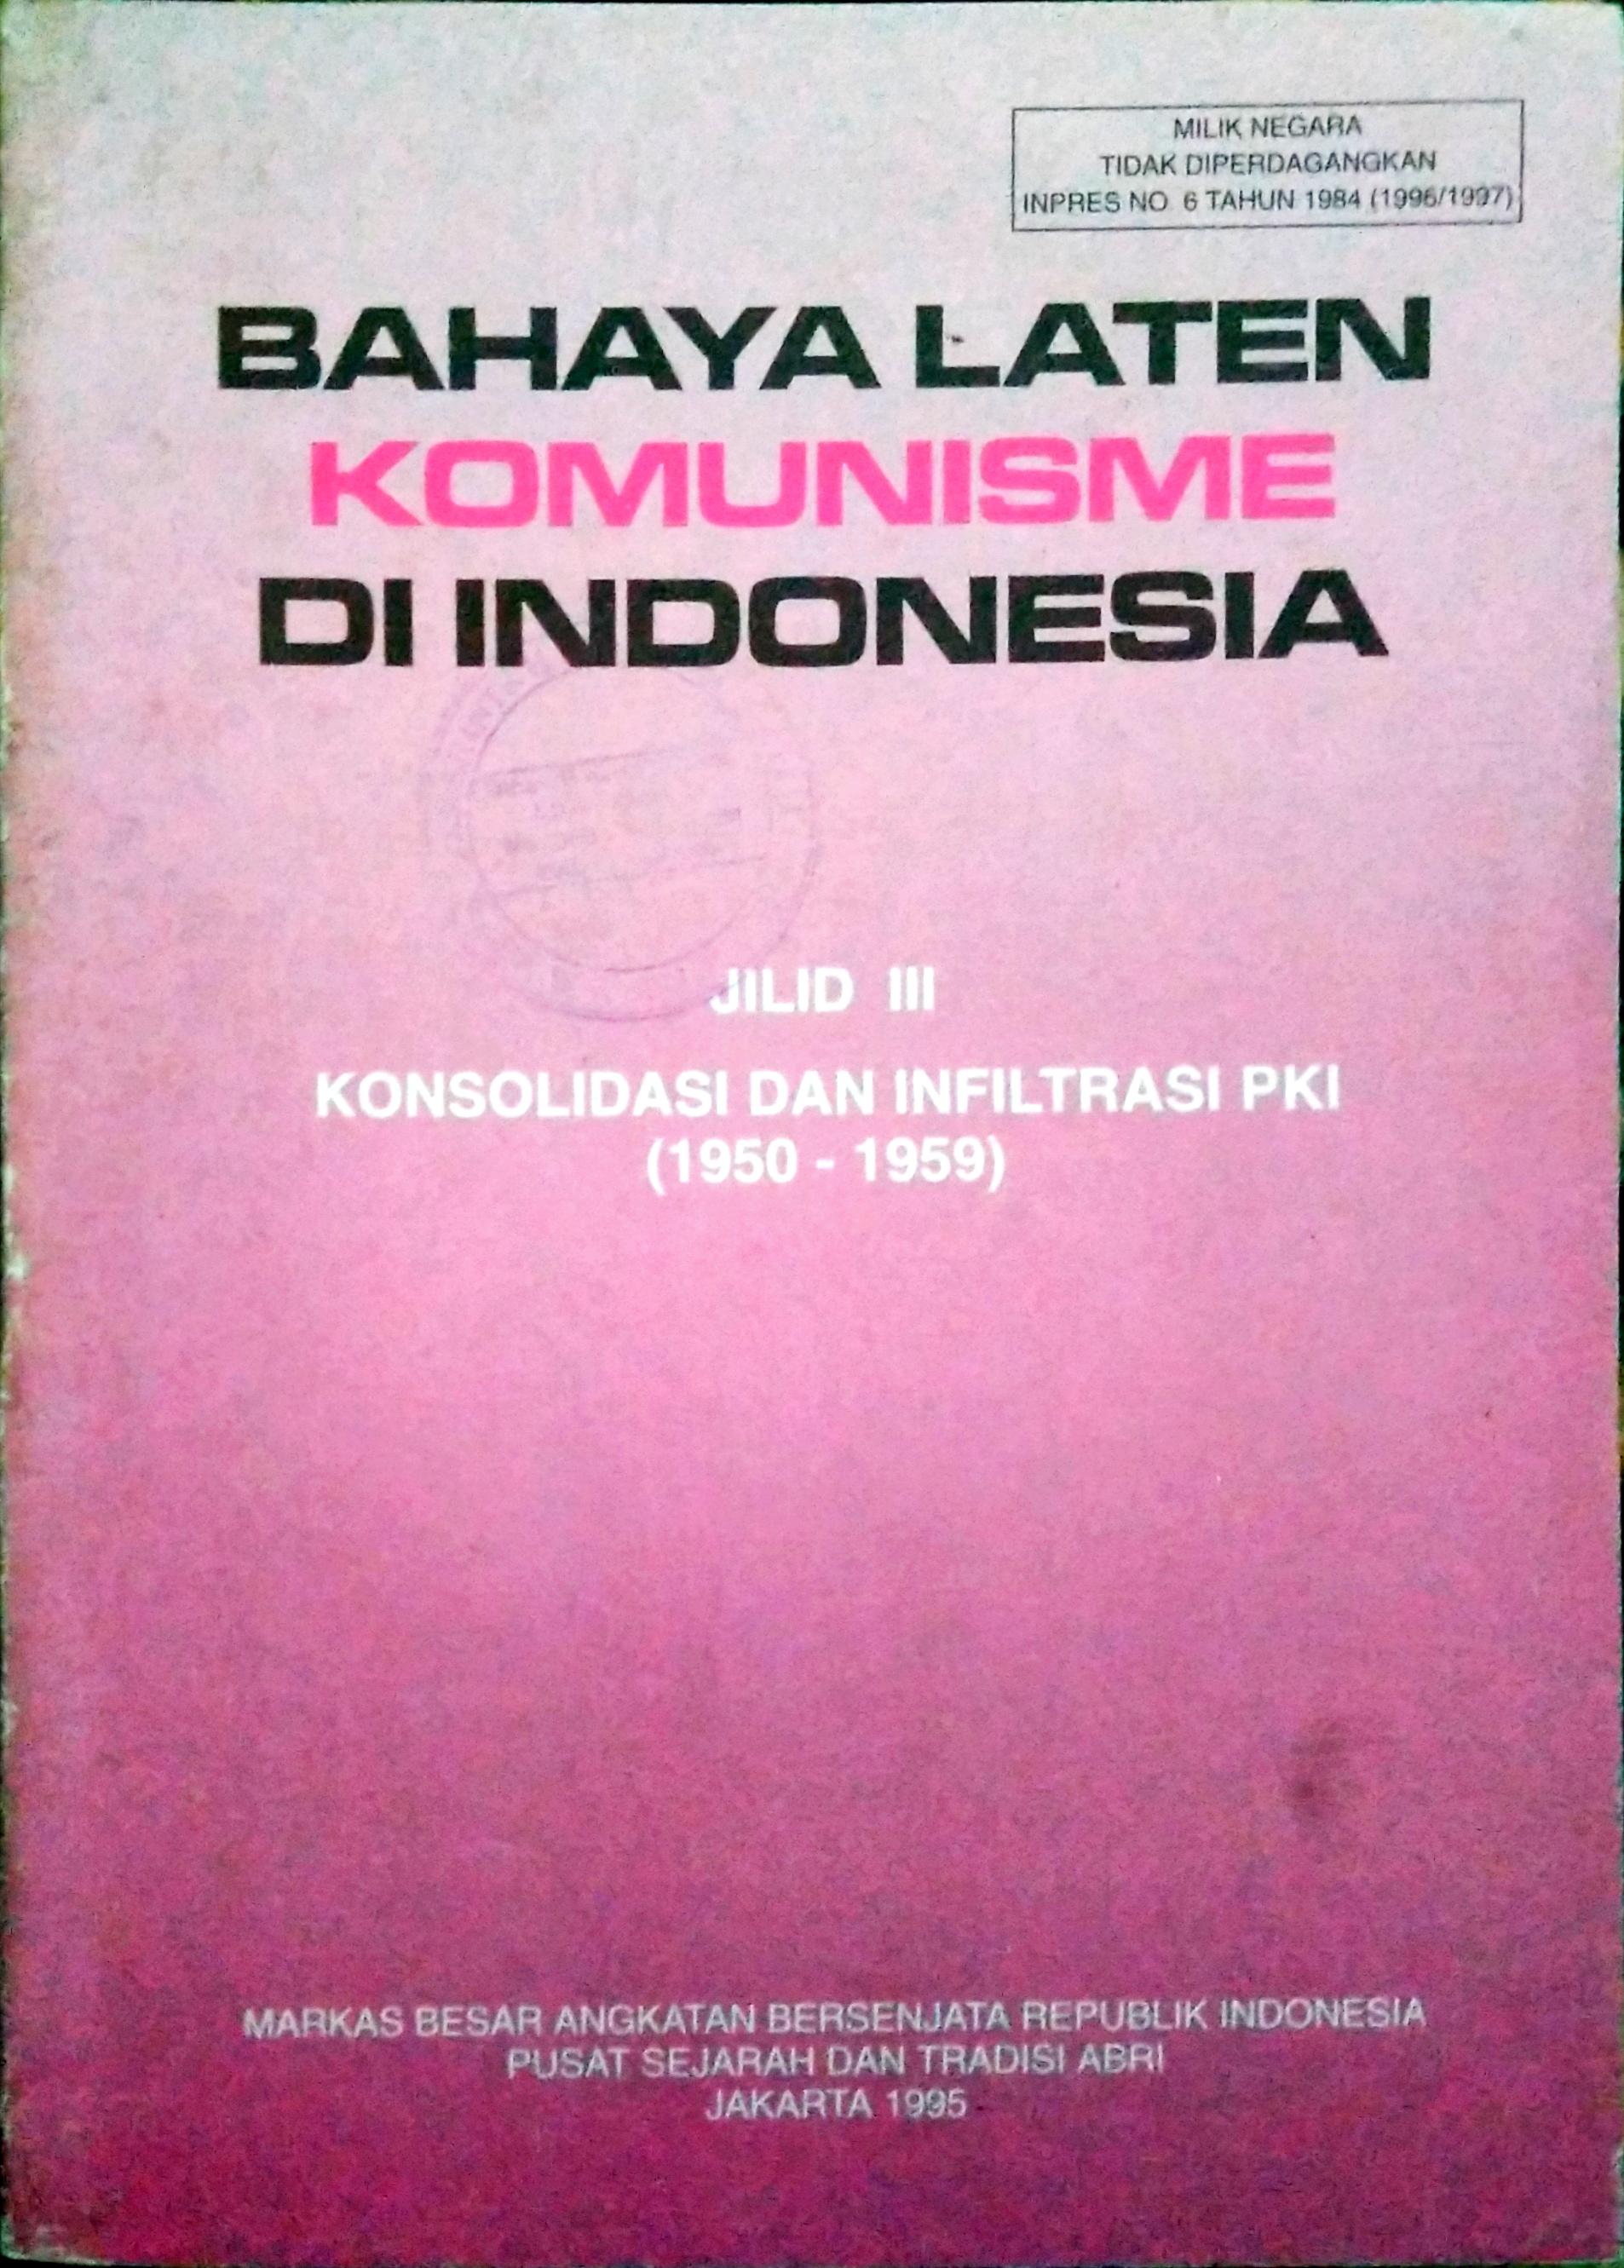 MILIK NEGARA
TIDAK DIPERDAGANGKAN
INPRES NO. 6 TAHUN 1984 (1996/1997)
BAHAYA LATEN
KOMUNISME
DI INDONESIA
JILID III
KONSOLIDASI DAN INFILTRASI PKI
(1950 - 1959)
MARKAS BESAR ANGKATAN BERSENJATA REPUBLIK INDONESIA
PUSAT SEJARAH DAN TRADISI ABRI
JAKARTA 1995